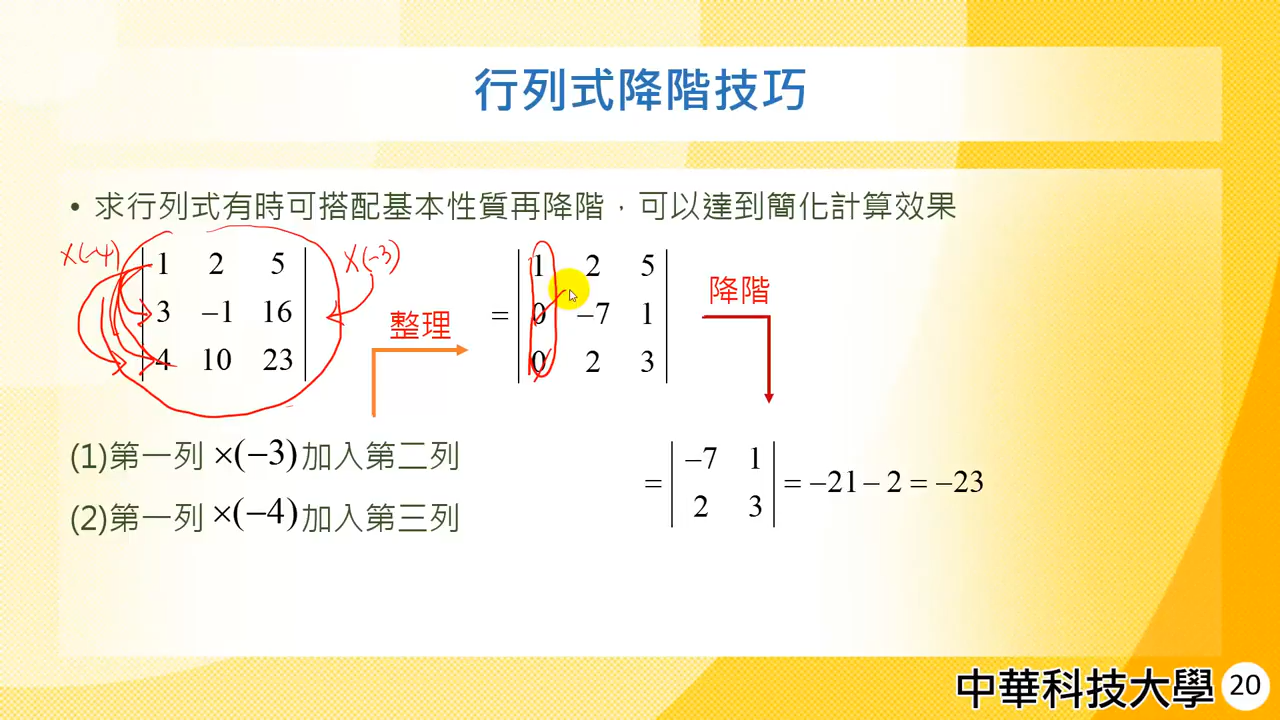 行列式降階技巧
• 求行列式有時可搭配基本性質再降階，可以達到簡化計算效果
×(-4)
×(-3)
1 2 5
3 −1 16
4 10 23
整理
=
1 2 5
0 −7 1
0 2 3
降階
(1)第一列 ×(−3)加入第二列
(2)第一列 ×(−4)加入第三列
=
−7 1
2 3
= −21 − 2 = −23
中華科技大學 20